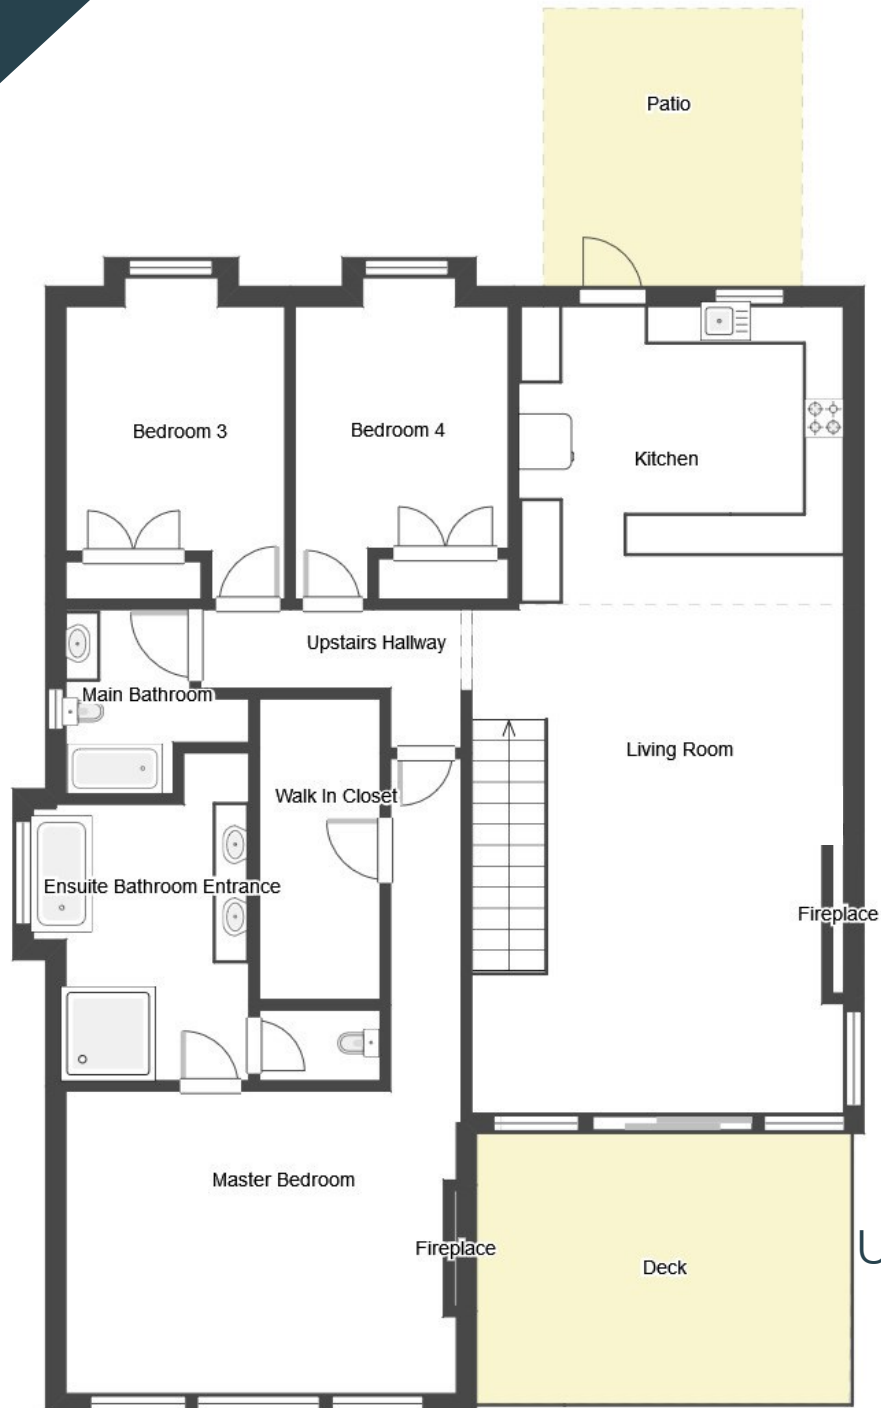 Patio
Bedroom 3
Bedroom 4
Kitchen
Upstairs Hallway
Main Bathroom
Living Room
Walk In Closet
Ensuite Bathroom Entrance
Fireplace
Master Bedroom
Fireplace
Deck
U